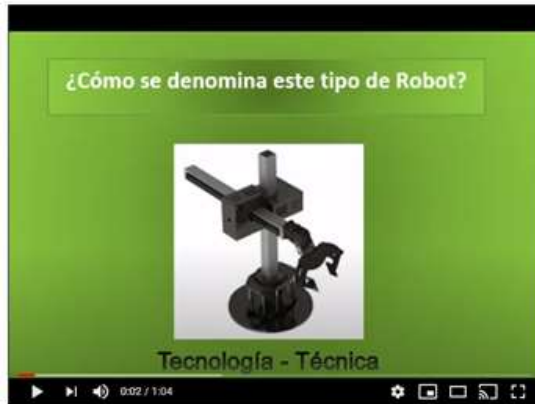 ¿Cómo se denomina este tipo de Robot?
Tecnología - Técnica
0:02 / 1:04